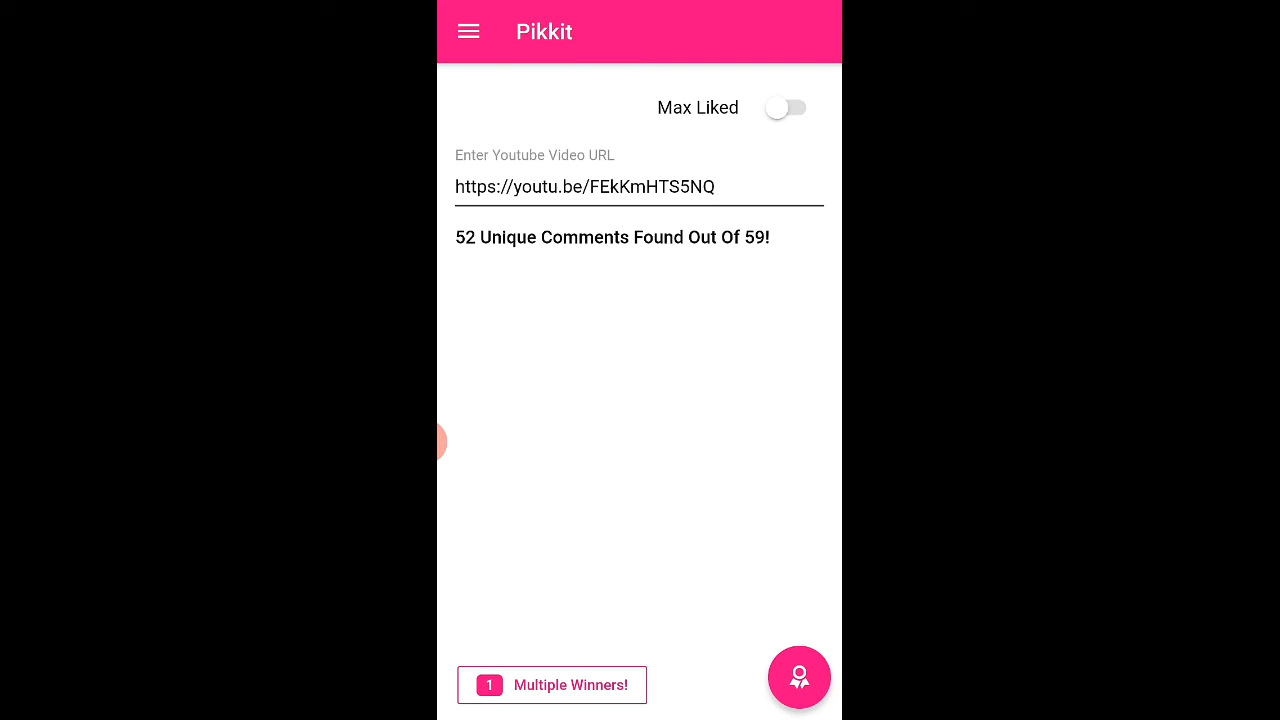 Pikkit
Max Liked
Enter Youtube Video URL
https://youtu.be/FEkKmHTS5NQ
52 Unique Comments Found Out Of 59!
1 Multiple Winners!